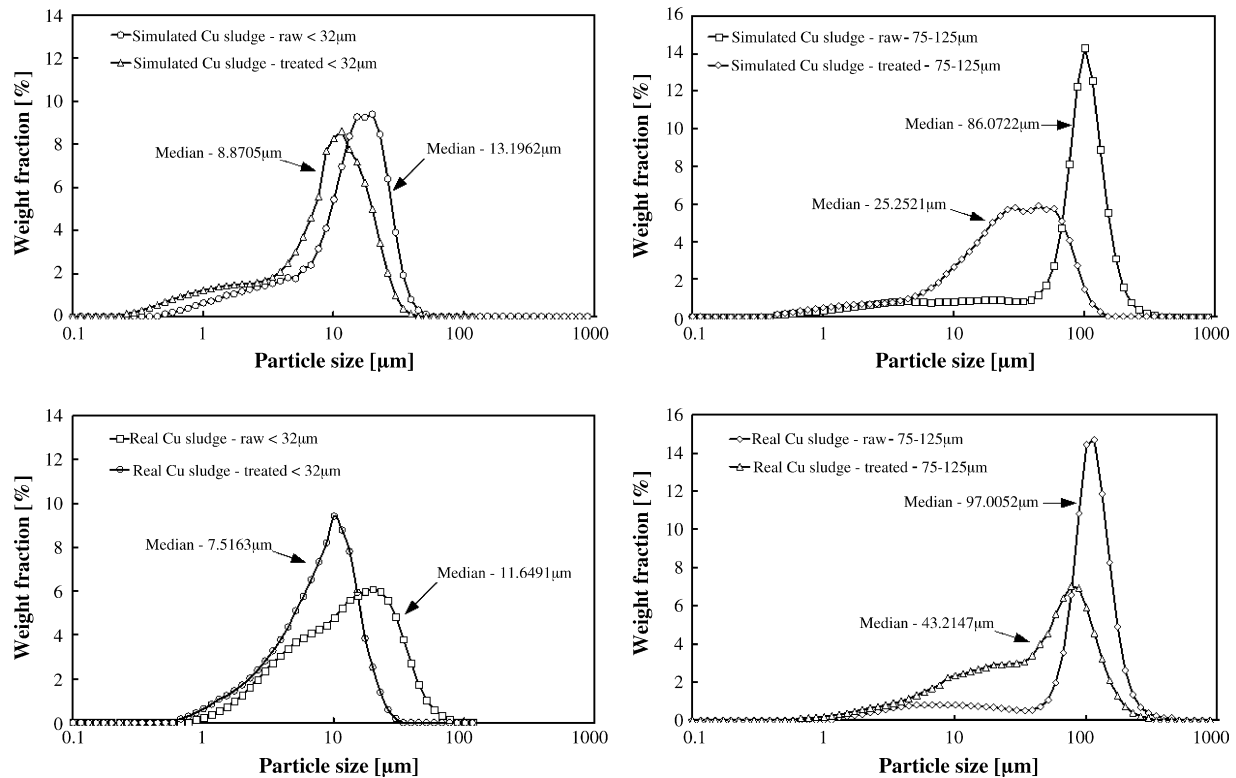 14
12
10
8
6
4
2
0
Weight fraction [%]
Simulated Cu sludge - raw < 32µm
Simulated Cu sludge - treated < 32µm
Median - 8.8705µm
Median - 13.1962µm
0.1 1 10 100 1000
Particle size [µm]
16
14
12
10
8
6
4
2
0
Weight fraction [%]
Simulated Cu sludge - raw - 75-125µm
Simulated Cu sludge - treated - 75-125µm
Median - 86.0722µm
Median - 25.2521µm
0.1 1 10 100 1000
Particle size [µm]
14
12
10
8
6
4
2
0
Weight fraction [%]
Real Cu sludge - raw < 32µm
Real Cu sludge - treated < 32µm
Median - 7.5163µm
Median - 11.6491µm
0.1 1 10 100 1000
Particle size [µm]
16
14
12
10
8
6
4
2
0
Weight fraction [%]
Real Cu sludge - raw - 75-125µm
Real Cu sludge - treated - 75-125µm
Median - 97.0052µm
Median - 43.2147µm
0.1 1 10 100 1000
Particle size [µm]